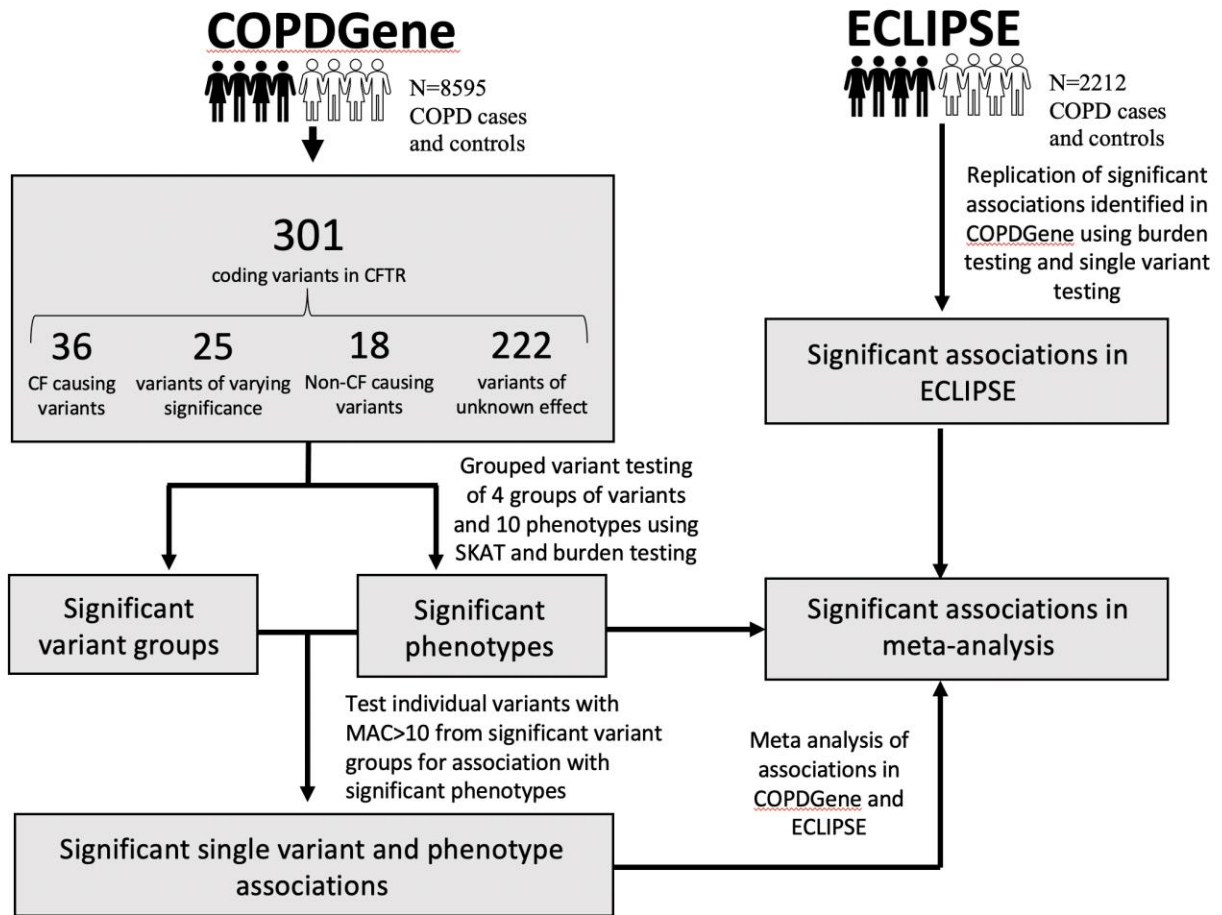 COPDGene
N=8595
COPD cases
and controls
301
coding variants in CFTR
36
CF causing
variants
25
variants of varying
significance
18
Non-CF causing
variants
222
variants of
unknown effect
Grouped variant testing
of 4 groups of variants
and 10 phenotypes using
SKAT and burden testing
Significant
variant groups
Significant
phenotypes
Test individual variants with
MAC>10 from significant variant
groups for association with
significant phenotypes
Significant single variant and phenotype
associations
ECLIPSE
N=2212
COPD cases
and controls
Replication of significant
associations identified in
COPDGene using burden
testing and single variant
testing
Significant associations in
ECLIPSE
Significant associations in
meta-analysis
Meta analysis of
associations in
COPDGene and
ECLIPSE